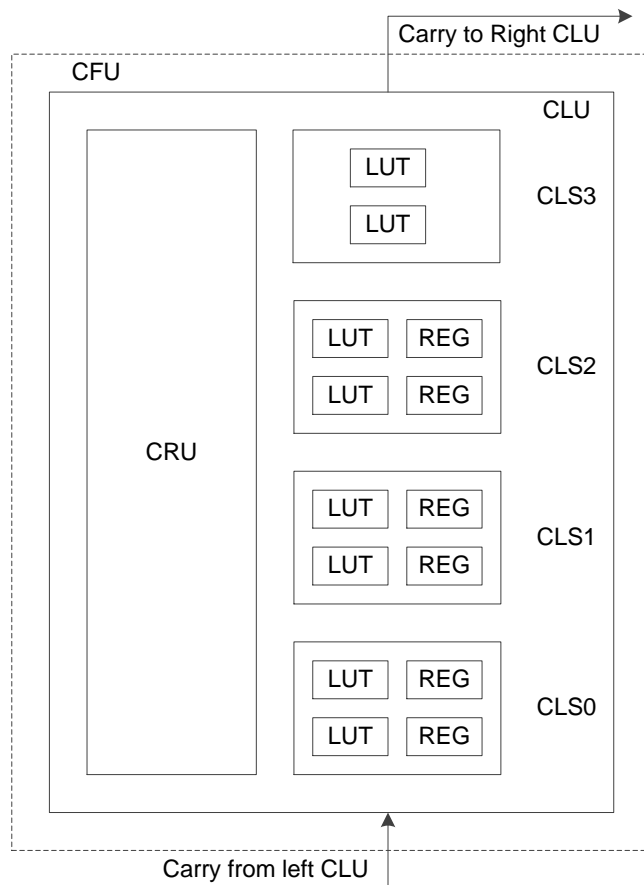 Carry to Right CLU
CFU
CLU
LUT
LUT
CLS3
LUT REG
LUT REG
CLS2
CRU
LUT REG
LUT REG
CLS1
LUT REG
LUT REG
CLS0
Carry from left CLU